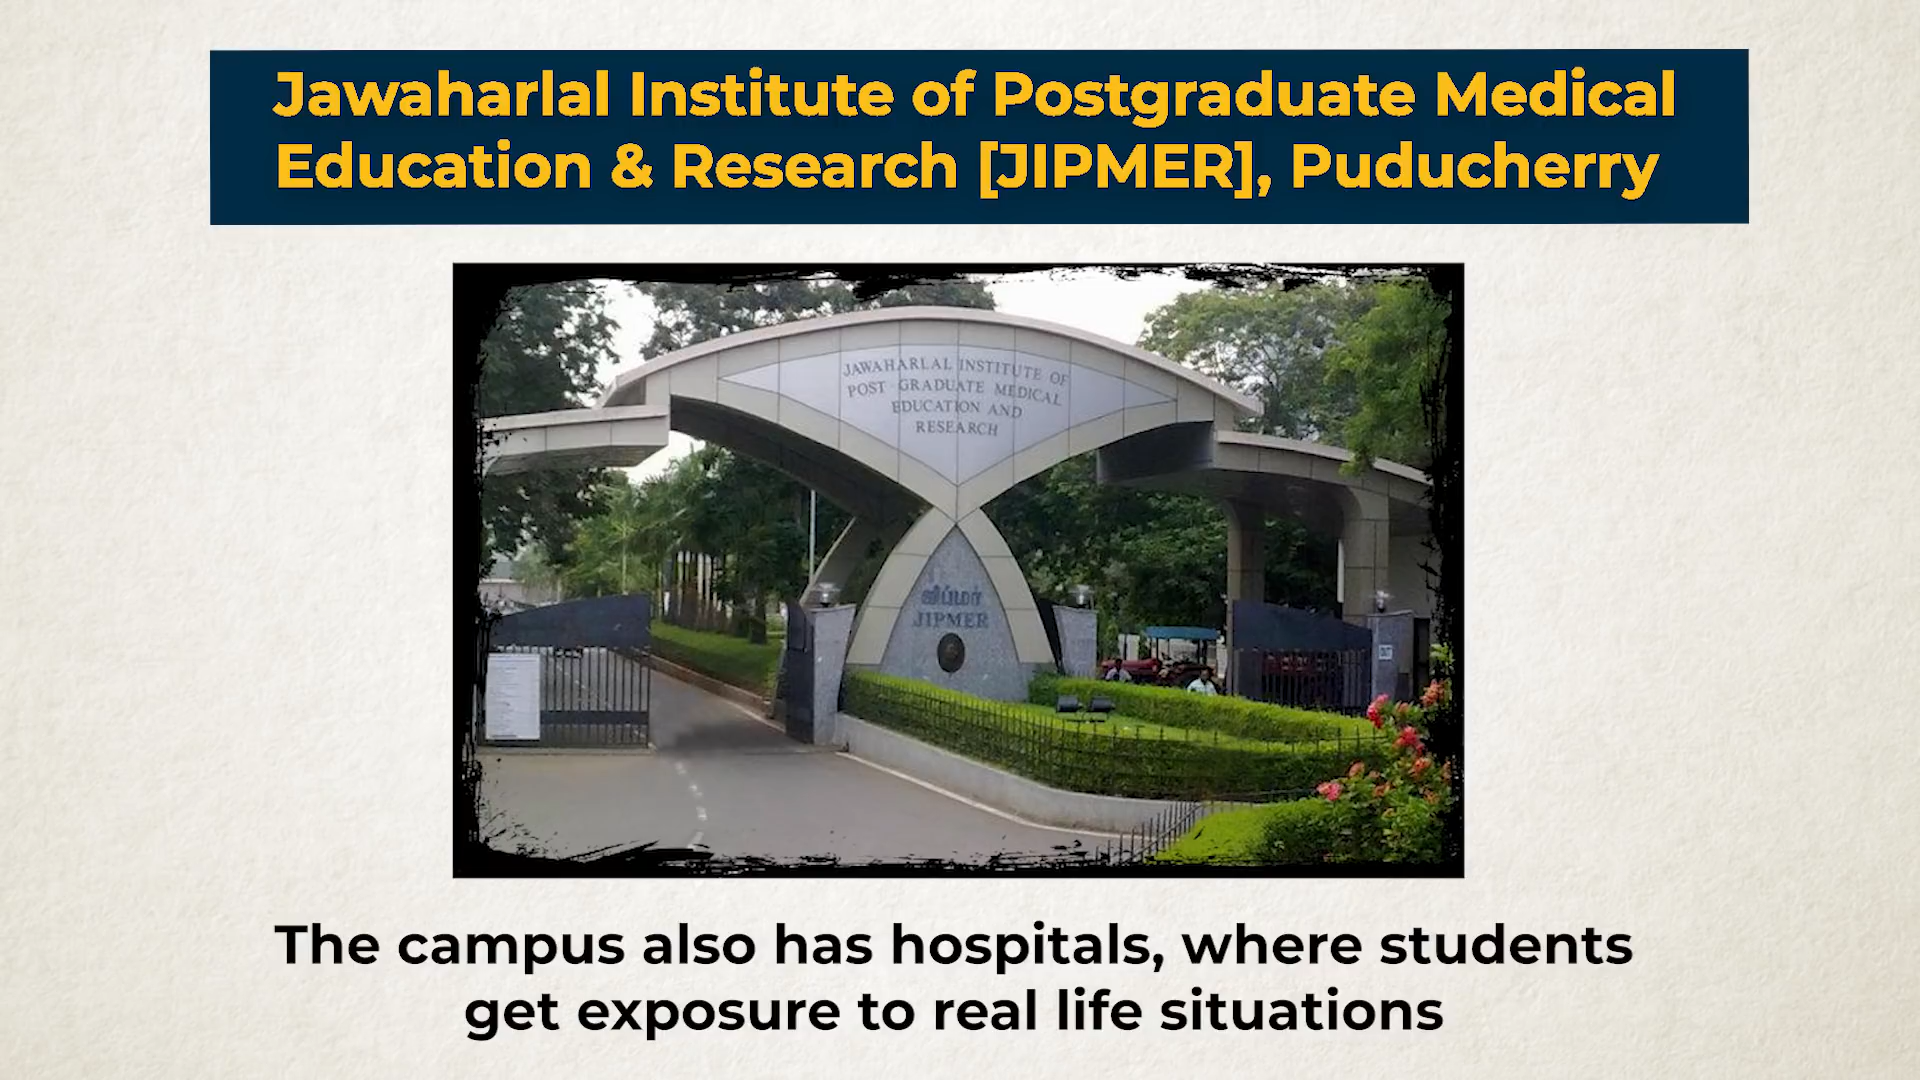 Jawaharlal Institute of Postgraduate Medical
Education & Research [JIPMER], Puducherry
JAWAHARLAL INSTITUTE OF
POST GRADUATE MEDICAL
EDUCATION AND
RESEARCH
ஜிப்மர்
JIPMER
The campus also has hospitals, where students
get exposure to real life situations